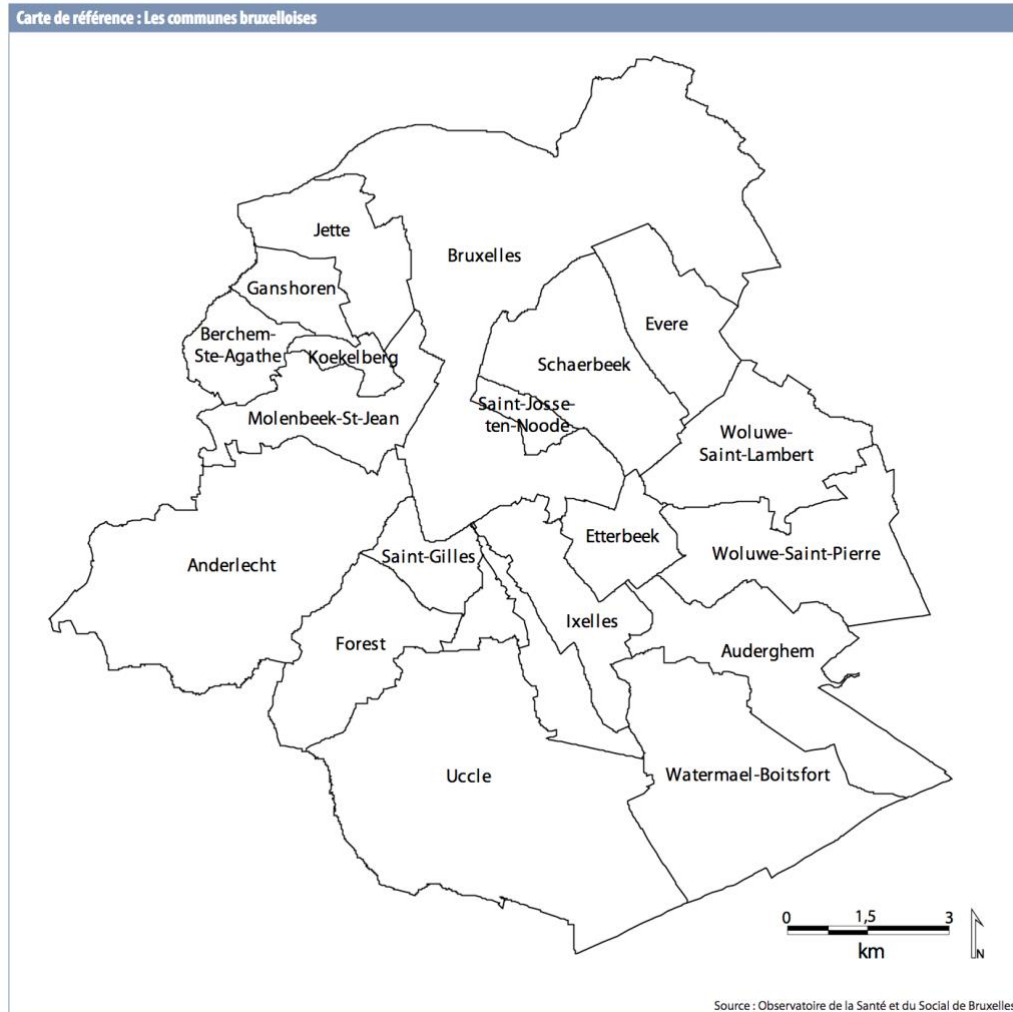 Carte de référence : Les communes bruxelloises
Jette
Bruxelles
Ganshoren
Evere
Berchem-
Ste-Agathe
Koekelberg
Schaerbeek
Saint-Josse-
ten-Noode
Molenbeek-St-Jean
Woluwe-
Saint-Lambert
Etterbeek
Woluwe-Saint-Pierre
Saint-Gilles
Anderlecht
Ixelles
Forest
Auderghem
Uccle
Watermael-Boitsfort
0 1,5 3
km
N
Source : Observatoire de la Santé et du Social de Bruxelles